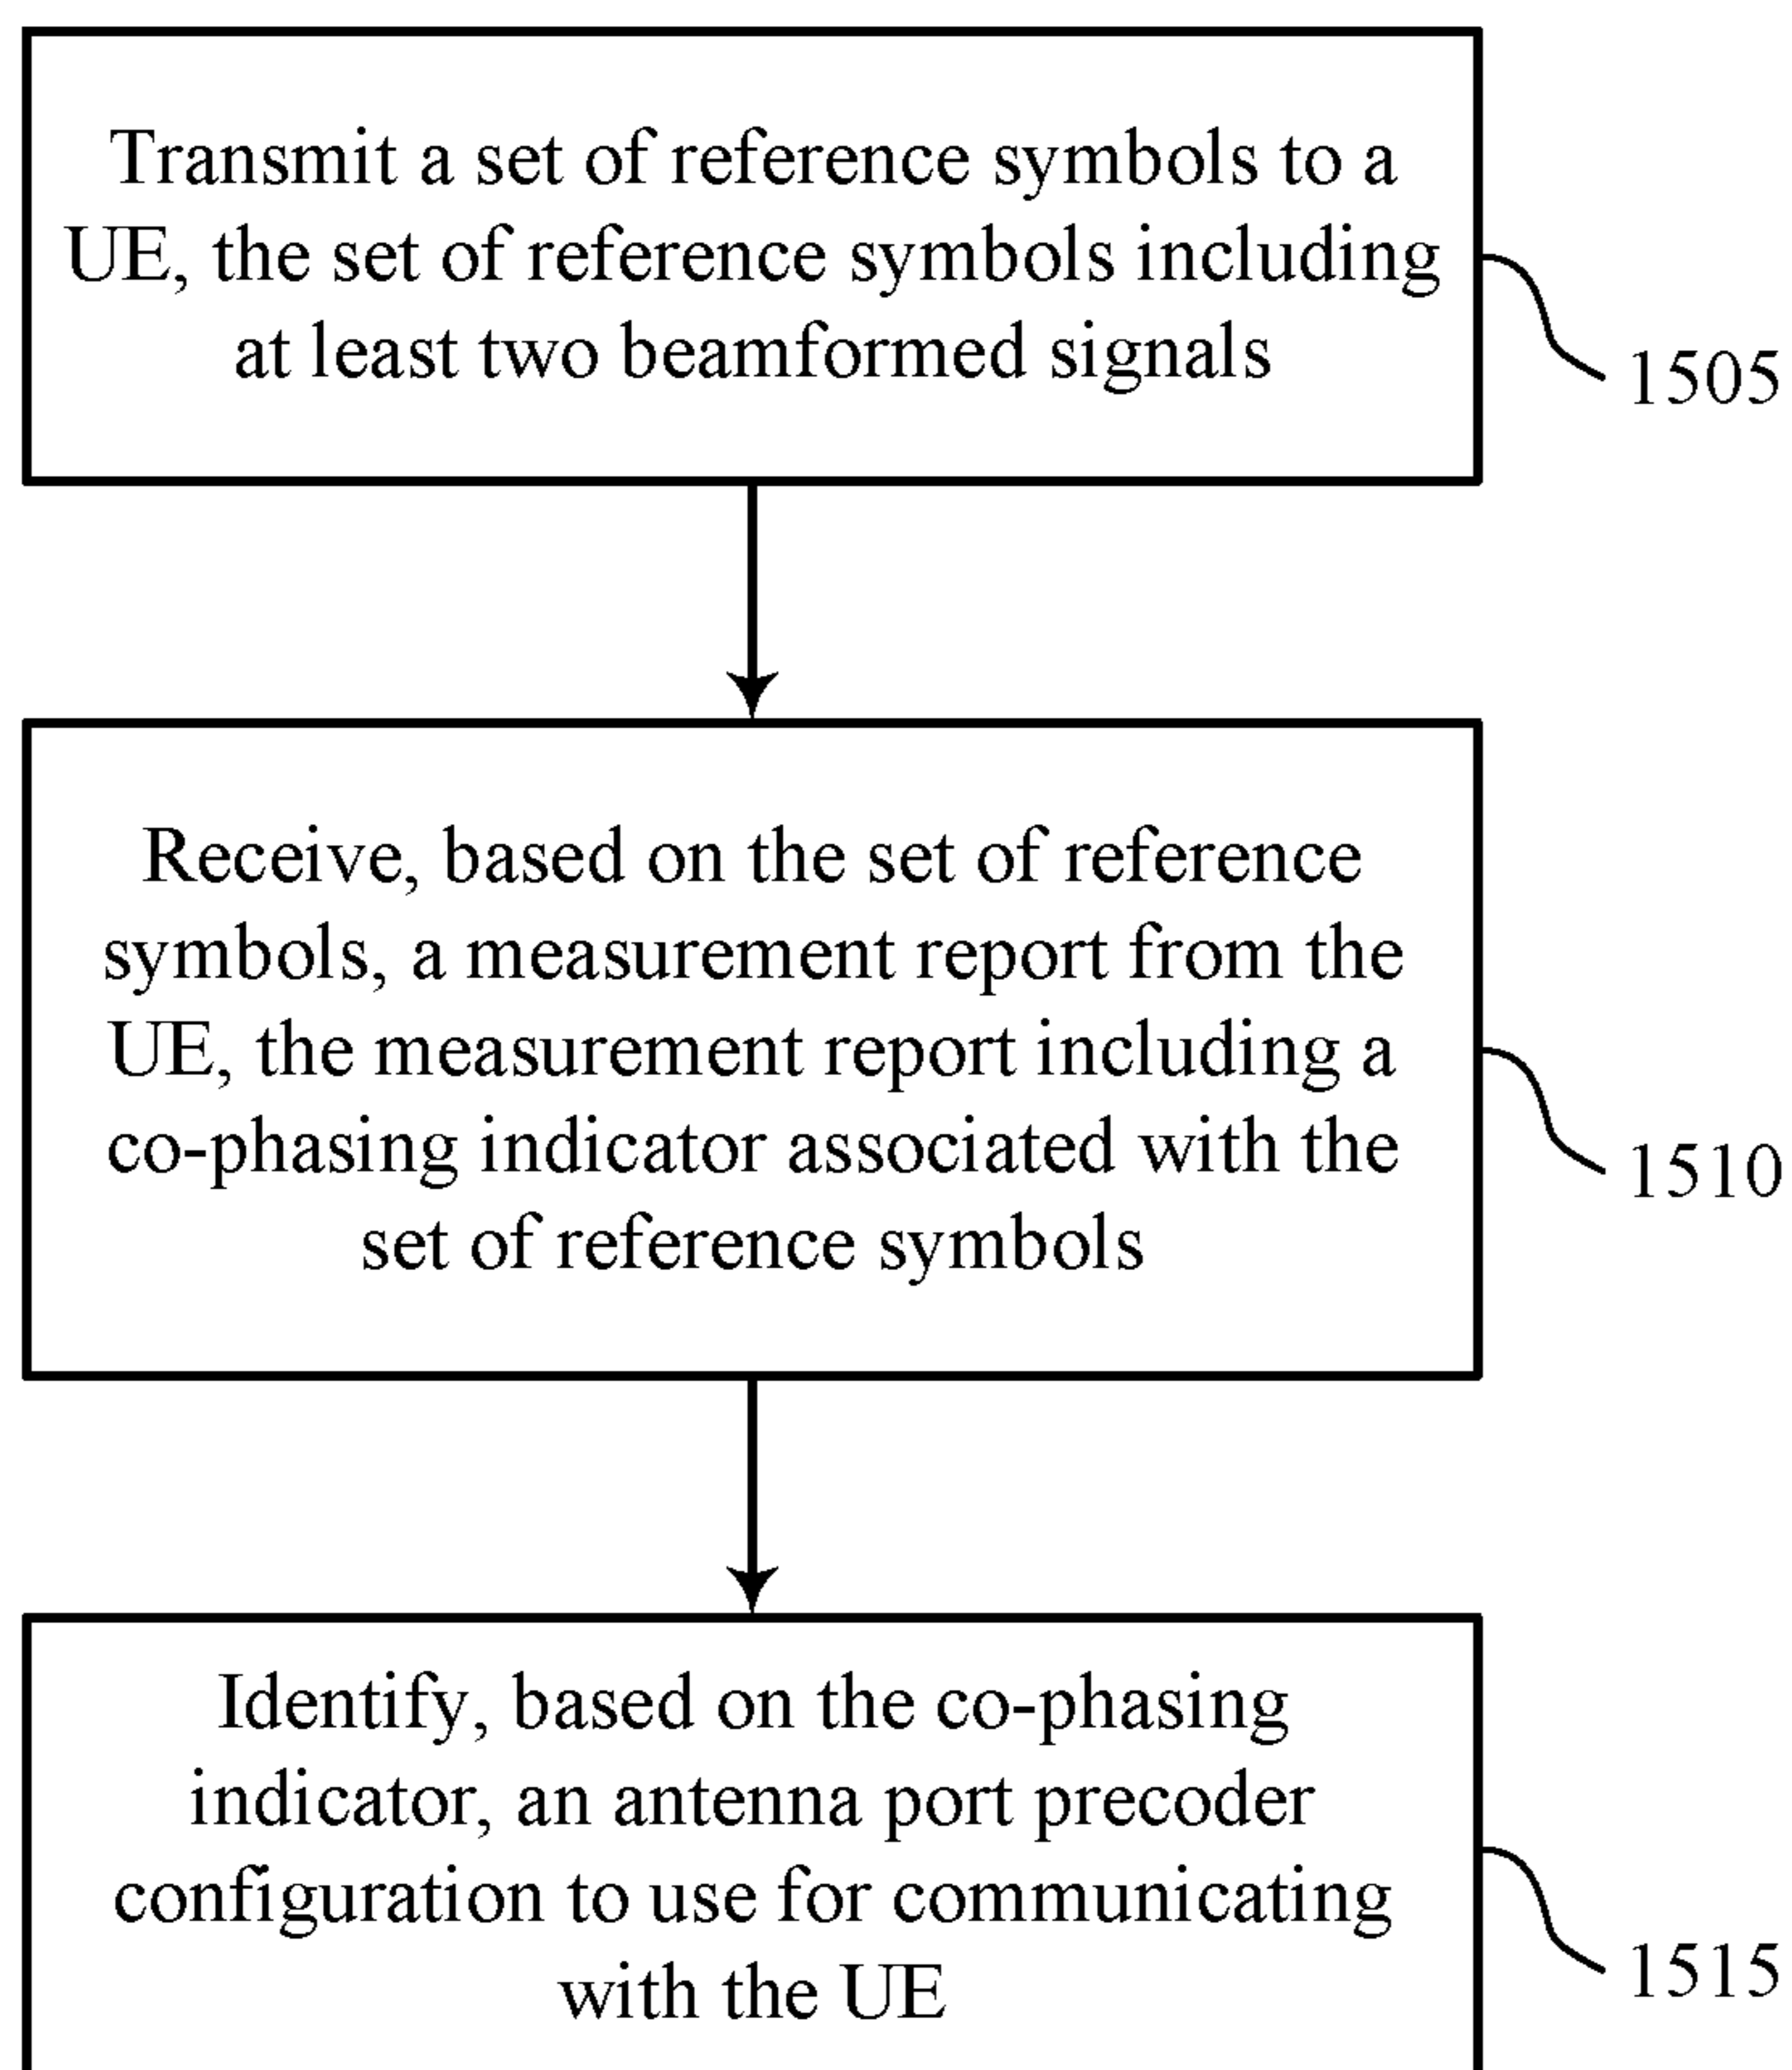 Transmit a set of reference symbols to a
UE, the set of reference symbols including
at least two beamformed signals
1505
Receive, based on the set of reference
symbols, a measurement report from the
UE, the measurement report including a
co-phasing indicator associated with the
set of reference symbols
1510
Identify, based on the co-phasing
indicator, an antenna port precoder
configuration to use for communicating
with the UE
1515